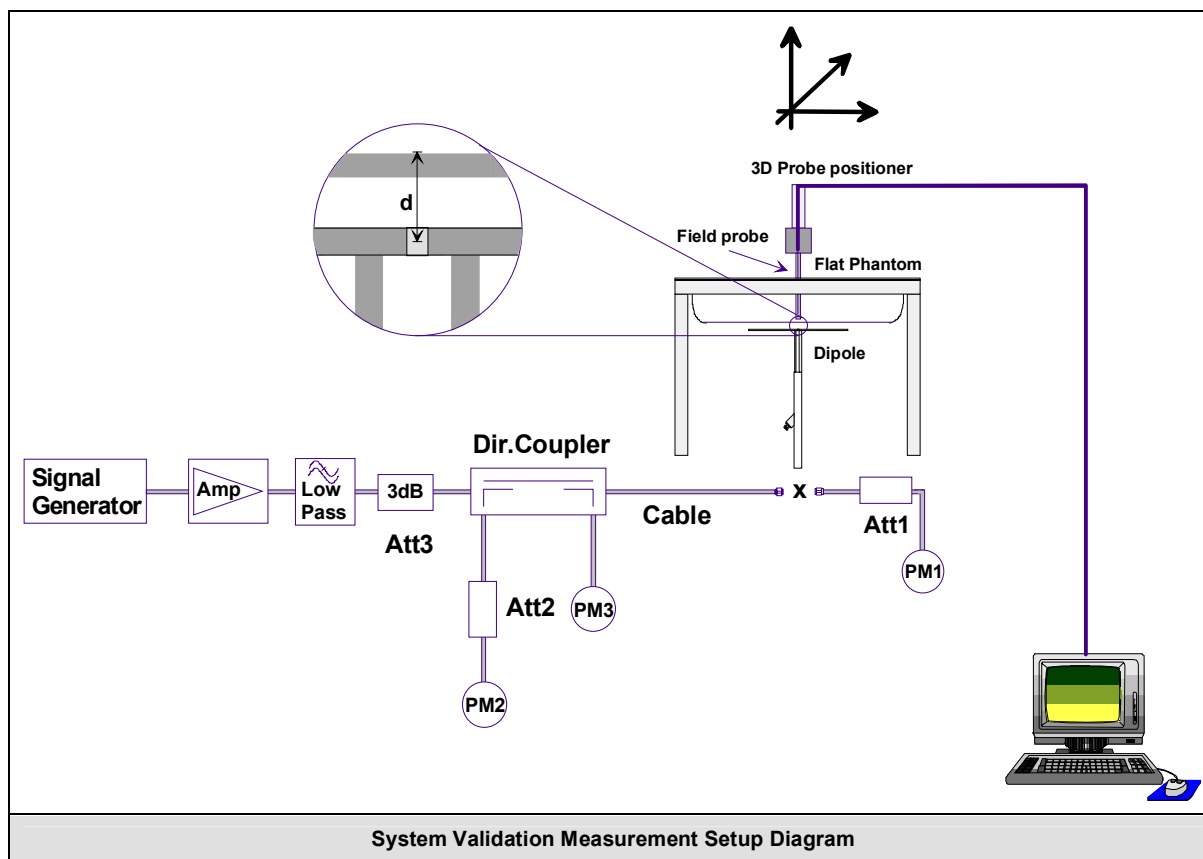 3D Probe positioner
d
Field probe
Flat Phantom
Dipole
Dir.Coupler
Signal
Generator
Amp
Low
Pass
3dB
Att3
Cable
x
Att1
PM1
Att2
PM3
PM2
System Validation Measurement Setup Diagram